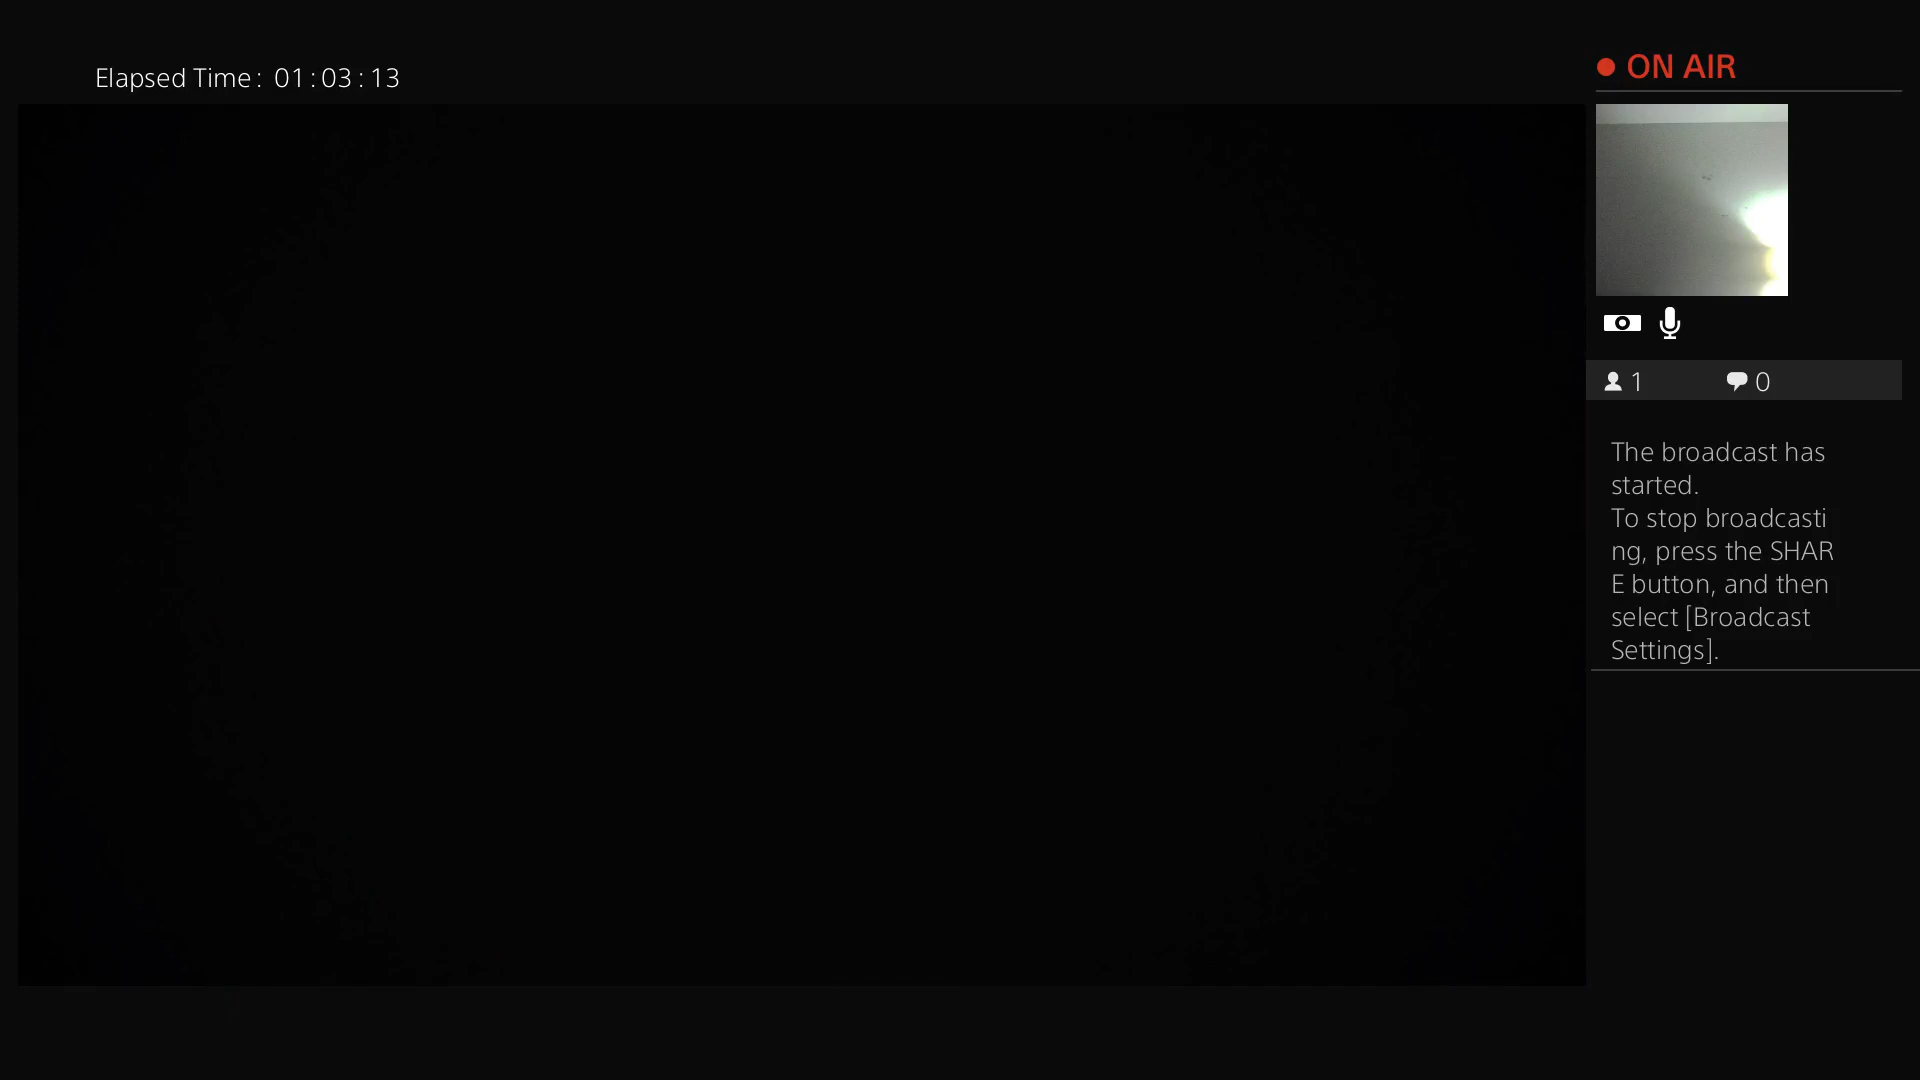 Elapsed Time: 01:03:13
ON AIR
1
0
The broadcast has
started.
To stop broadcasti
ng, press the SHAR
E button, and then
select [Broadcast
Settings].